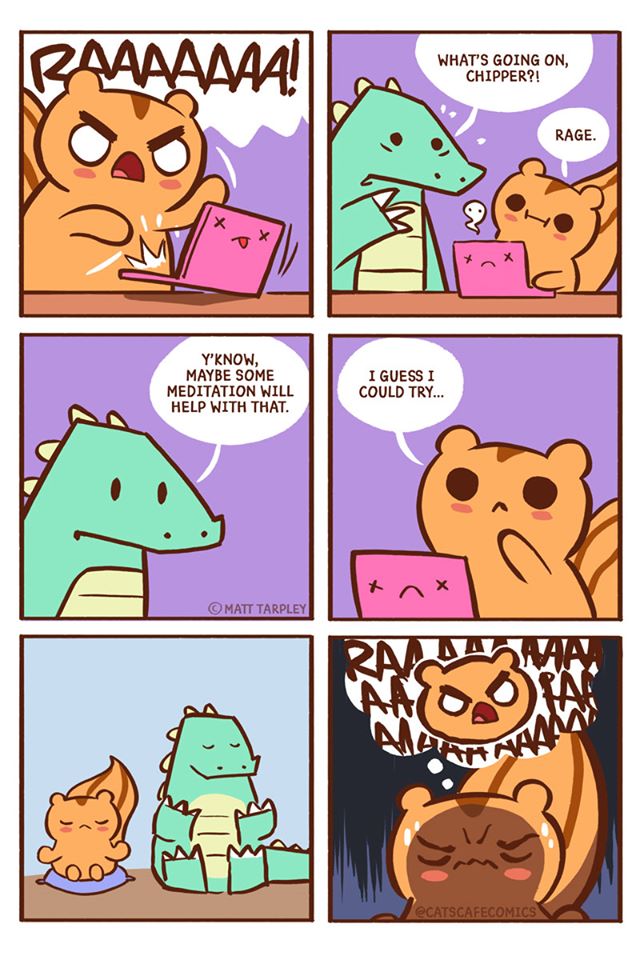 RAAAAAAA!
WHAT'S GOING ON,
CHIPPER?!
RAGE.
Y'KNOW,
MAYBE SOME
MEDITATION WILL
HELP WITH THAT.
© MATT TARPLEY
I GUESS I
COULD TRY...
@CATSCAFECOMICS